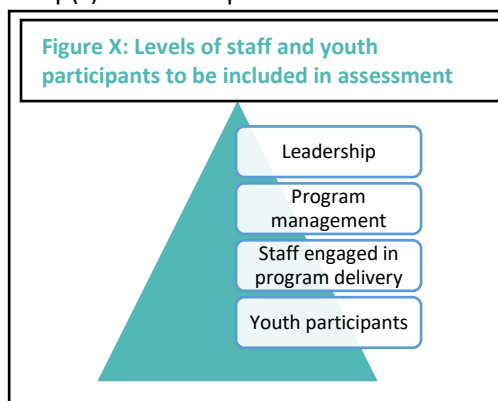 Figure X: Levels of staff and youth
participants to be included in assessment
Leadership
Program
management
Staff engaged in
program delivery
Youth participants